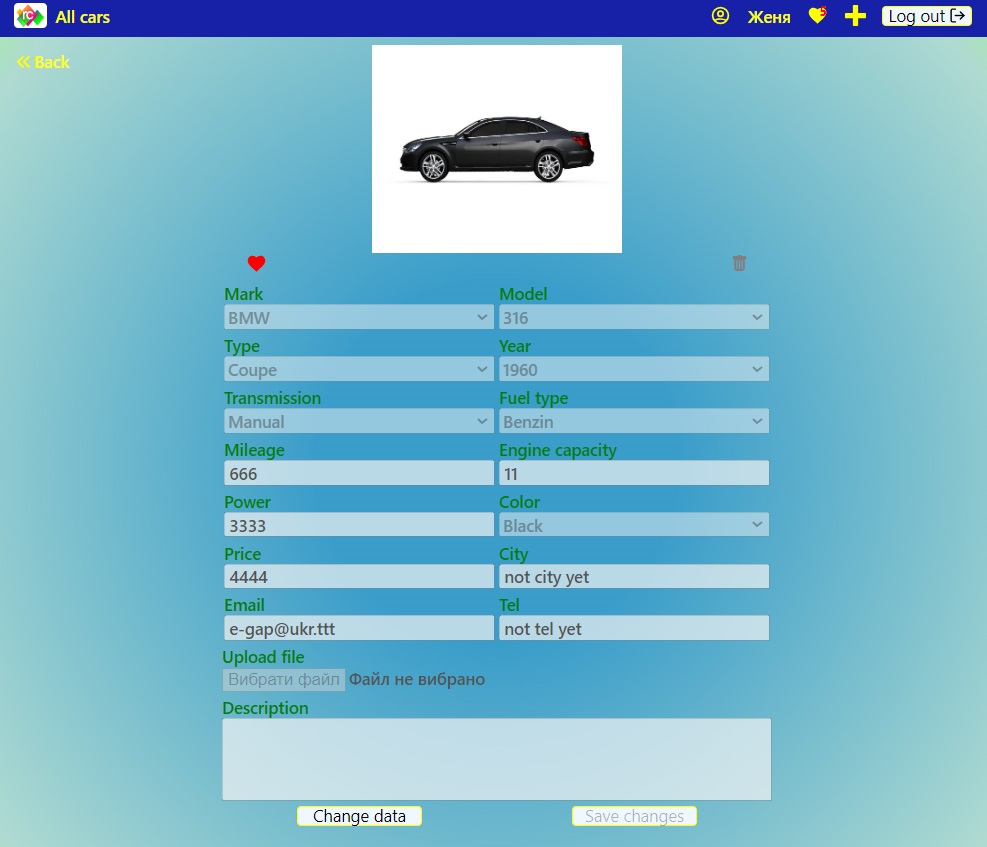 TC All cars Женя 5 Log out
Back
Mark Model
BMW 316
Type Year
Coupe 1960
Transmission Fuel type
Manual Benzin
Mileage Engine capacity
666 11
Power Color
3333 Black
Price City
4444 not city yet
Email Tel
e-gap@ukr.ttt not tel yet
Upload file
Вибрати файл Файл не вибрано
Description
Change data Save changes